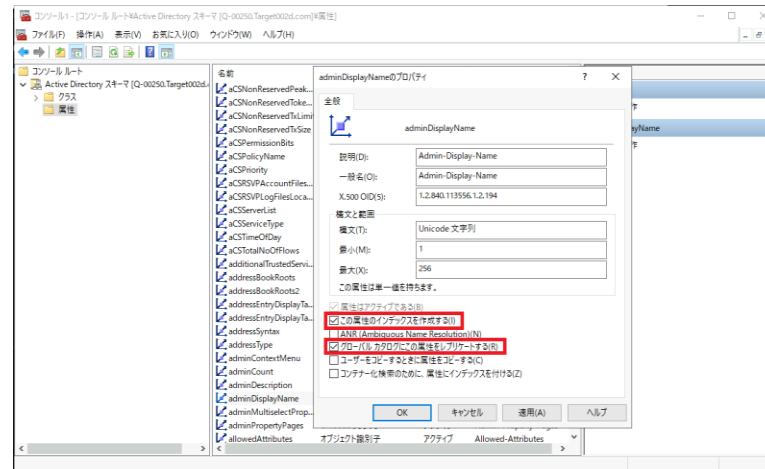 コンソール1 - [コンソール ルート¥Active Directory スキーマ [Q-00250.Target002d.com]¥属性]
ファイル(F) 操作(A) 表示(V) お気に入り(O) ウィンドウ(W) ヘルプ(H)
コンソール ルート
Active Directory スキーマ [Q-00250.Target002d.
クラス
属性
名前
aCSNonReservedPeak...
aCSNonReservedToke...
aCSNonReservedTxLimi
aCSNonReservedTxSize
aCSPermissionBits
aCSPolicyName
aCSPriority
aCSRSVPAccountFiles...
aCSRSVPLogFilesLoca...
aCSServerList
aCSServiceType
aCSTimeOfDay
aCSTotalNoOfFlows
additionalTrustedServi...
addressBookRoots
addressBookRoots2
addressEntryDisplayTa...
addressEntryDisplayTa...
addressSyntax
addressType
adminContextMenu
adminCount
adminDescription
adminDisplayName
adminMultiselectProp...
adminPropertyPages
allowedAttributes オブジェクト識別子 アクティブ Allowed-Attributes
adminDisplayNameのプロパティ ? ×
全般
adminDisplayName
説明(D): Admin-Display-Name
一般名(O): Admin-Display-Name
X.500 OID(5): 1.2.840.113556.1.2.194
構文と範囲
構文(T): Unicode 文字列
最小(M): 1
最大(X): 256
この属性は単一値を持ちます。
属性はアクティブである(B)
この属性のインデックスを作成する(I)
ANR (Ambiguous Name Resolution)(N)
グローバル カタログにこの属性をレプリケートする(R)
ユーザーをコピーするときに属性をコピーする(C)
コンテナー化検索のために、属性にインデックスを付ける(Z)
OK キャンセル 適用(A) ヘルプ
ayName